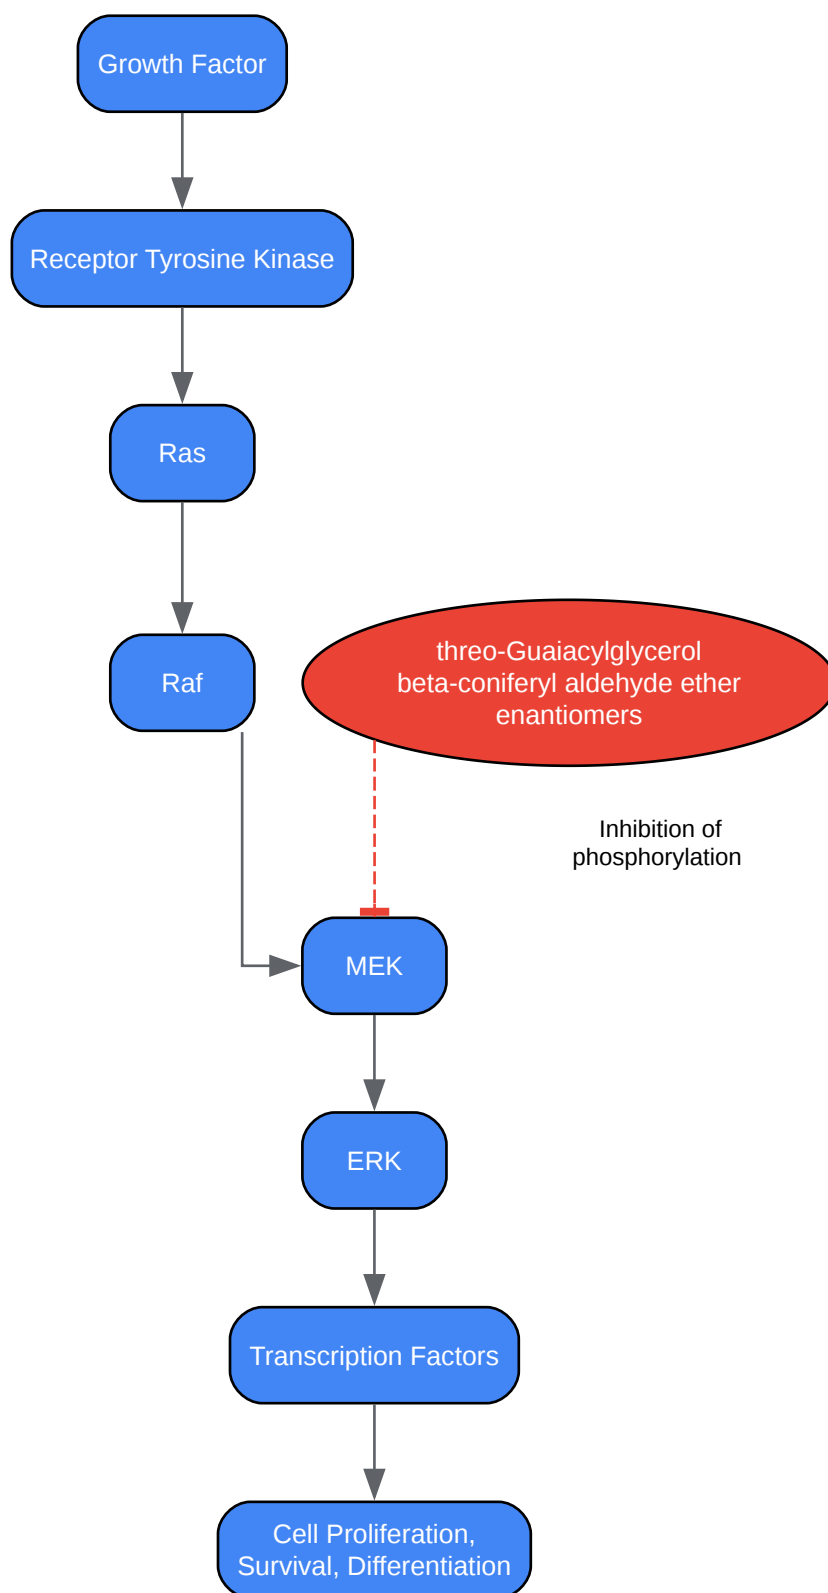 Growth Factor
Receptor Tyrosine Kinase
Ras
Raf
threo-Guaiacylglycerol
beta-coniferyl aldehyde ether
enantiomers
Inhibition of
phosphorylation
MEK
ERK
Transcription Factors
Cell Proliferation,
Survival, Differentiation